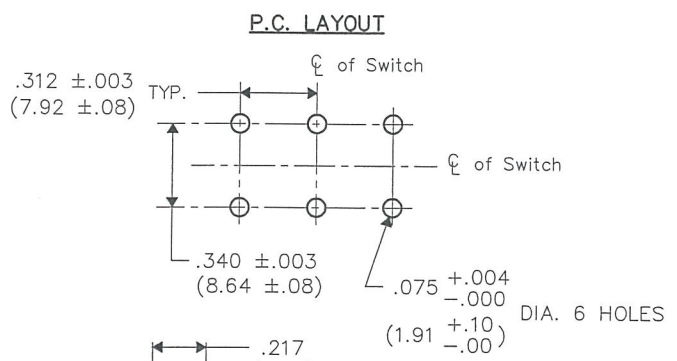 P.C. LAYOUT
℄ of Switch
.312 ±.003 TYP.
(7.92 ±.08)
℄ of Switch
.340 ±.003
(8.64 ±.08)
.075 +.004 -.000
(1.91 +.10 -.00) DIA. 6 HOLES
.217